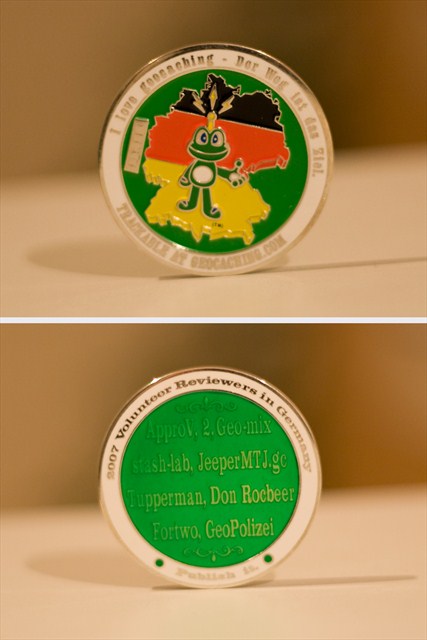 I love geocaching - Der Weg ist das Ziel.
TRACKABLE AT GEOCACHING.COM
2007 Volunteer Reviewers in Germany
ApproV, 2. Geo-mix
stash-lab, JeeperMTJ.gc
Tupperman, Don Rocbeer
Fortwo, GeoPolizei
Publish it.